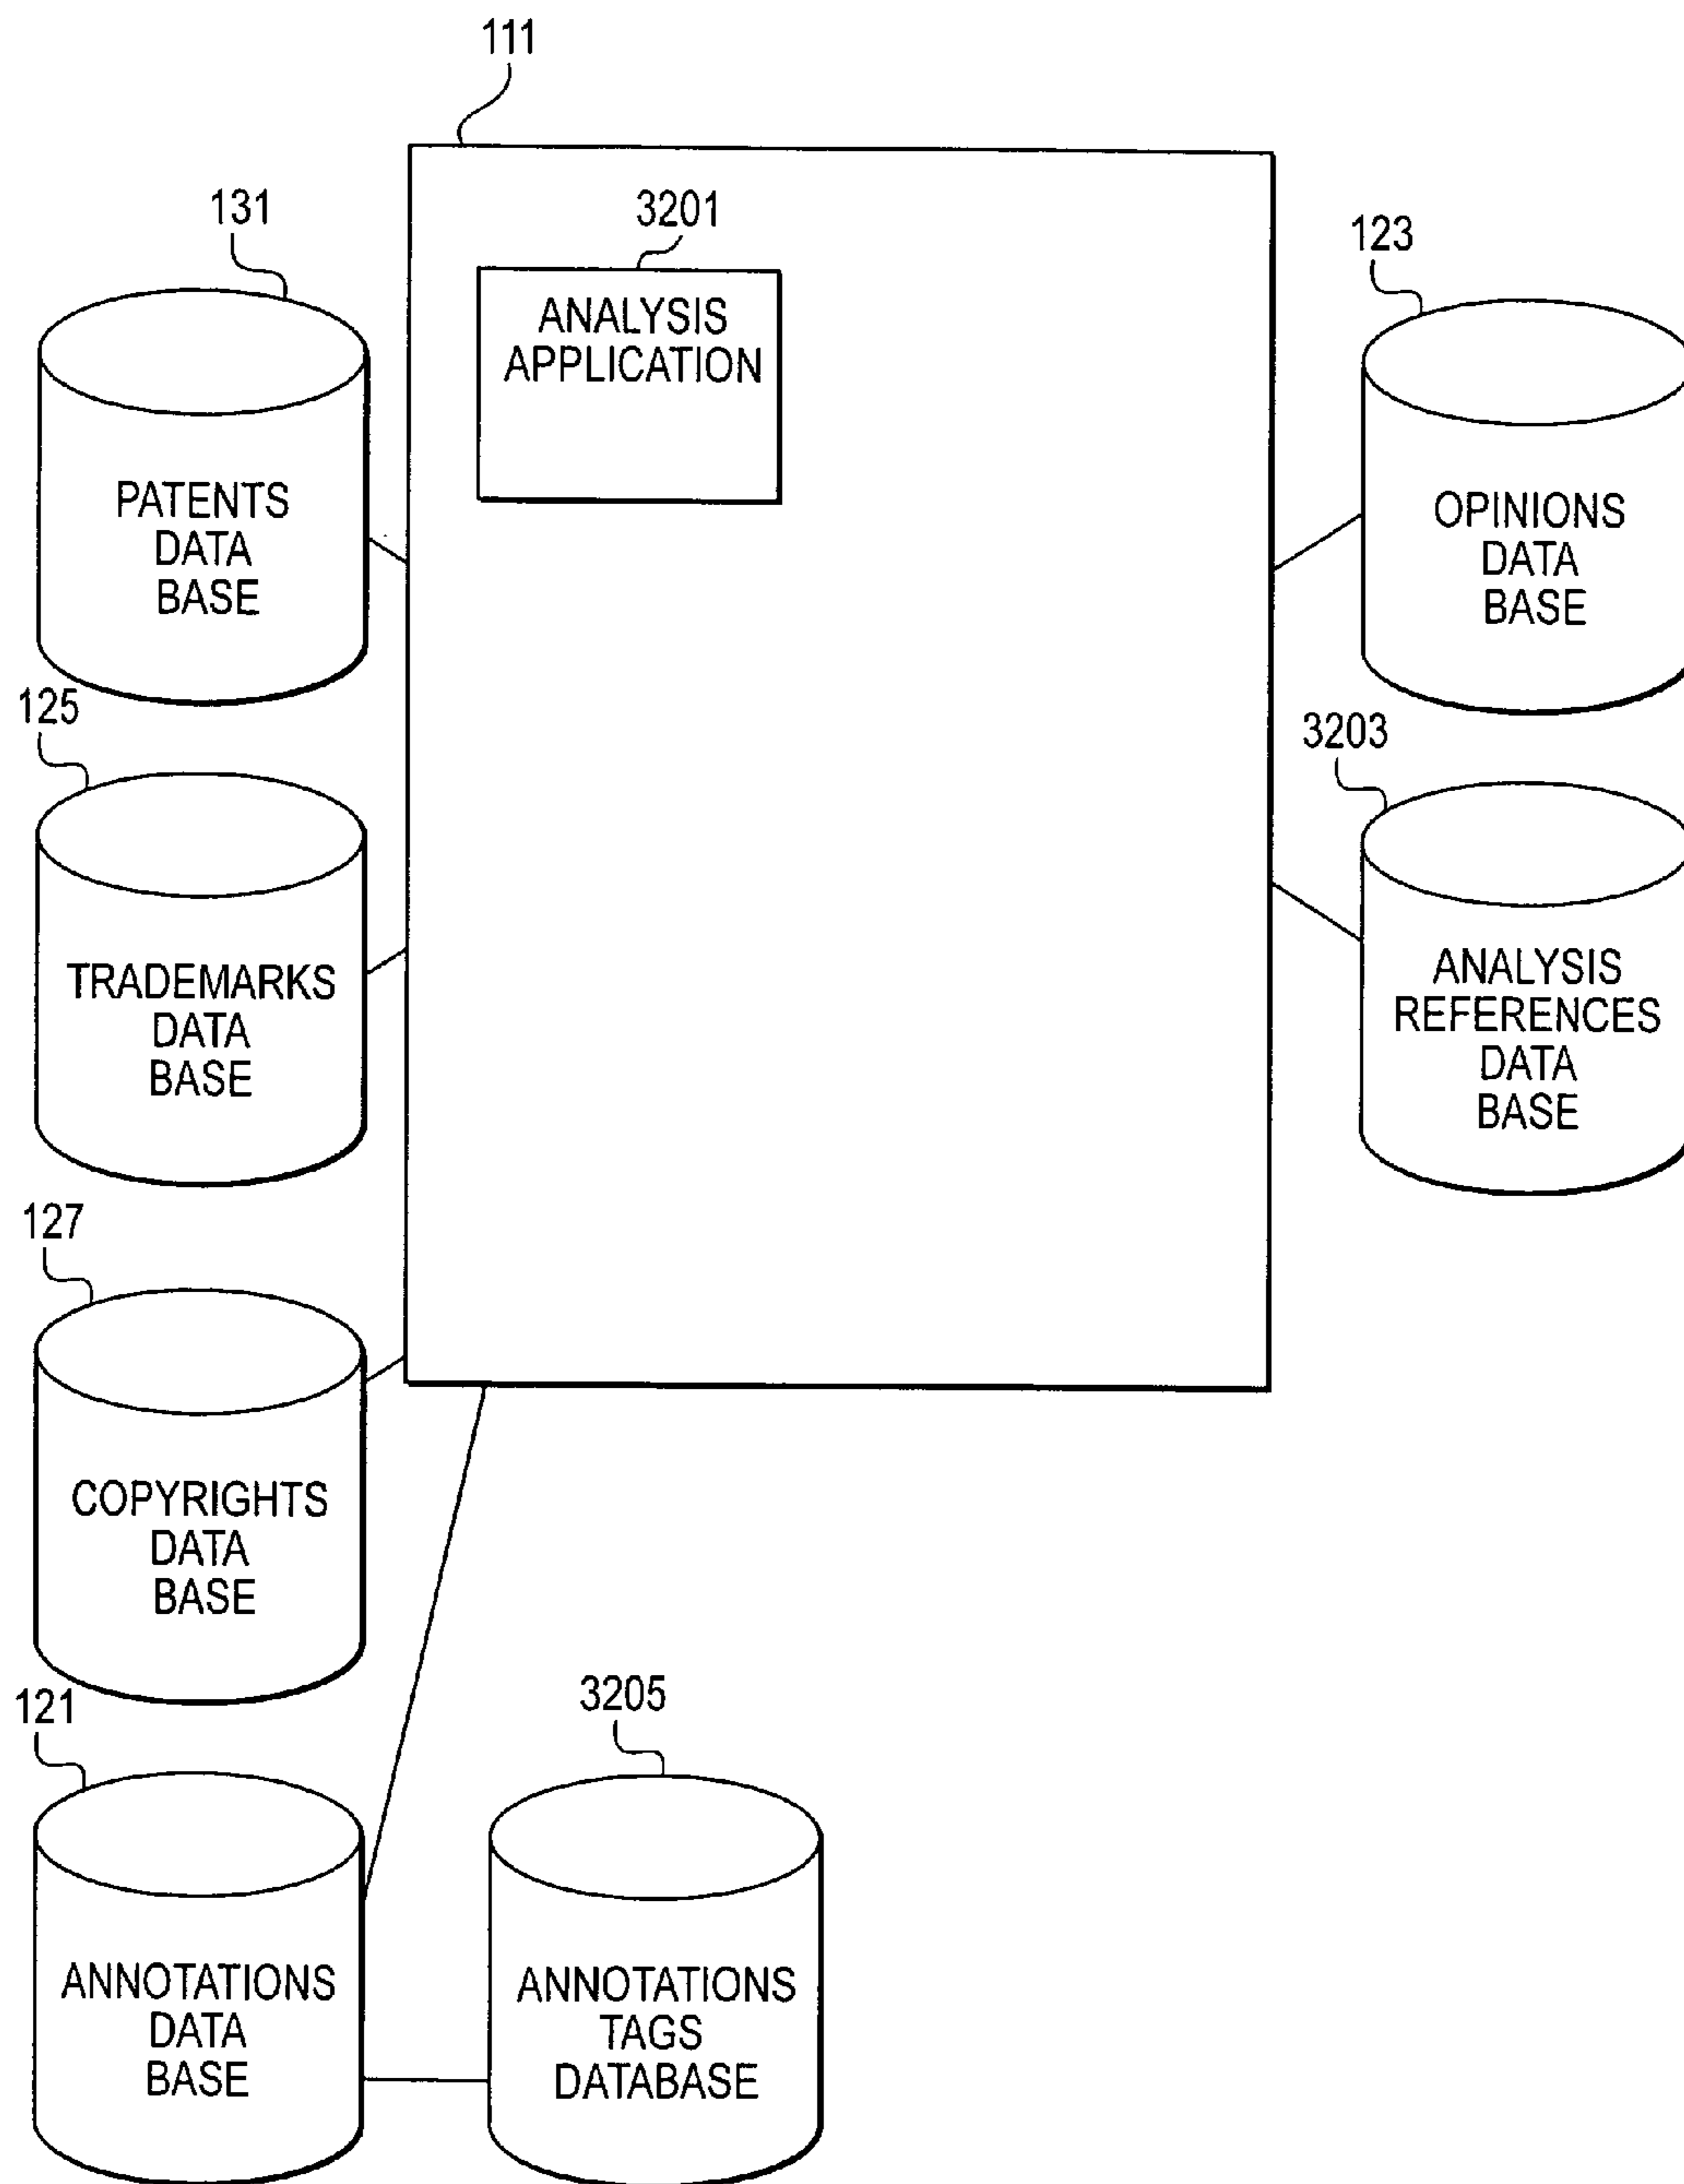 111
131
3201
123
ANALYSIS
APPLICATION
PATENTS
DATA
BASE
OPINIONS
DATA
BASE
125
3203
TRADEMARKS
DATA
BASE
ANALYSIS
REFERENCES
DATA
BASE
127
COPYRIGHTS
DATA
BASE
121
3205
ANNOTATIONS
DATA
BASE
ANNOTATIONS
TAGS
DATABASE